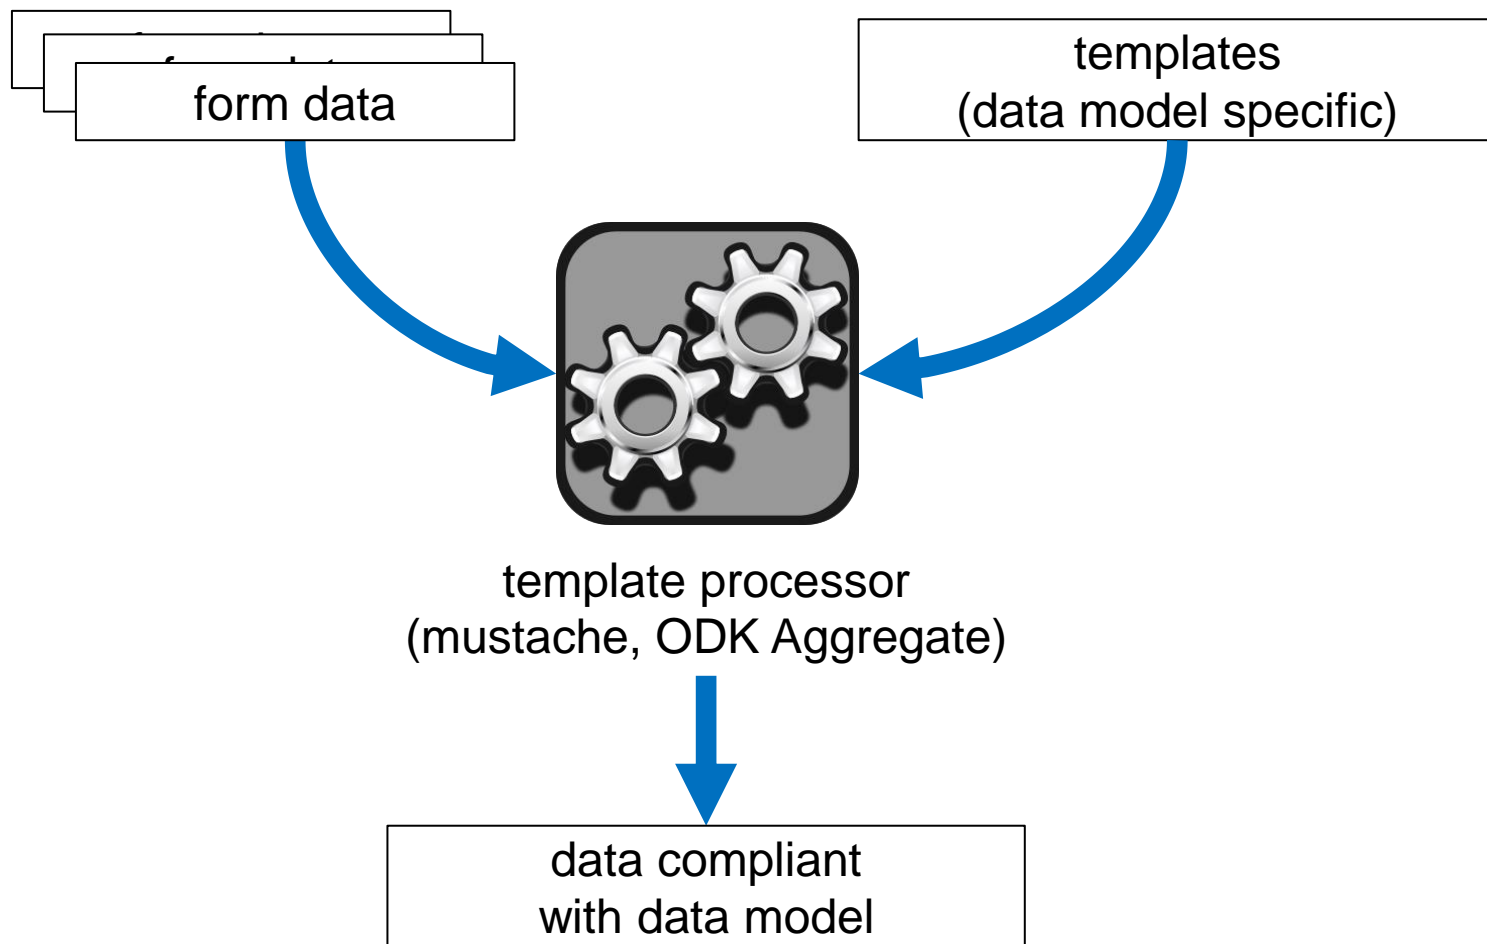 form data
templates
(data model specific)
template processor
(mustache, ODK Aggregate)
data compliant
with data model